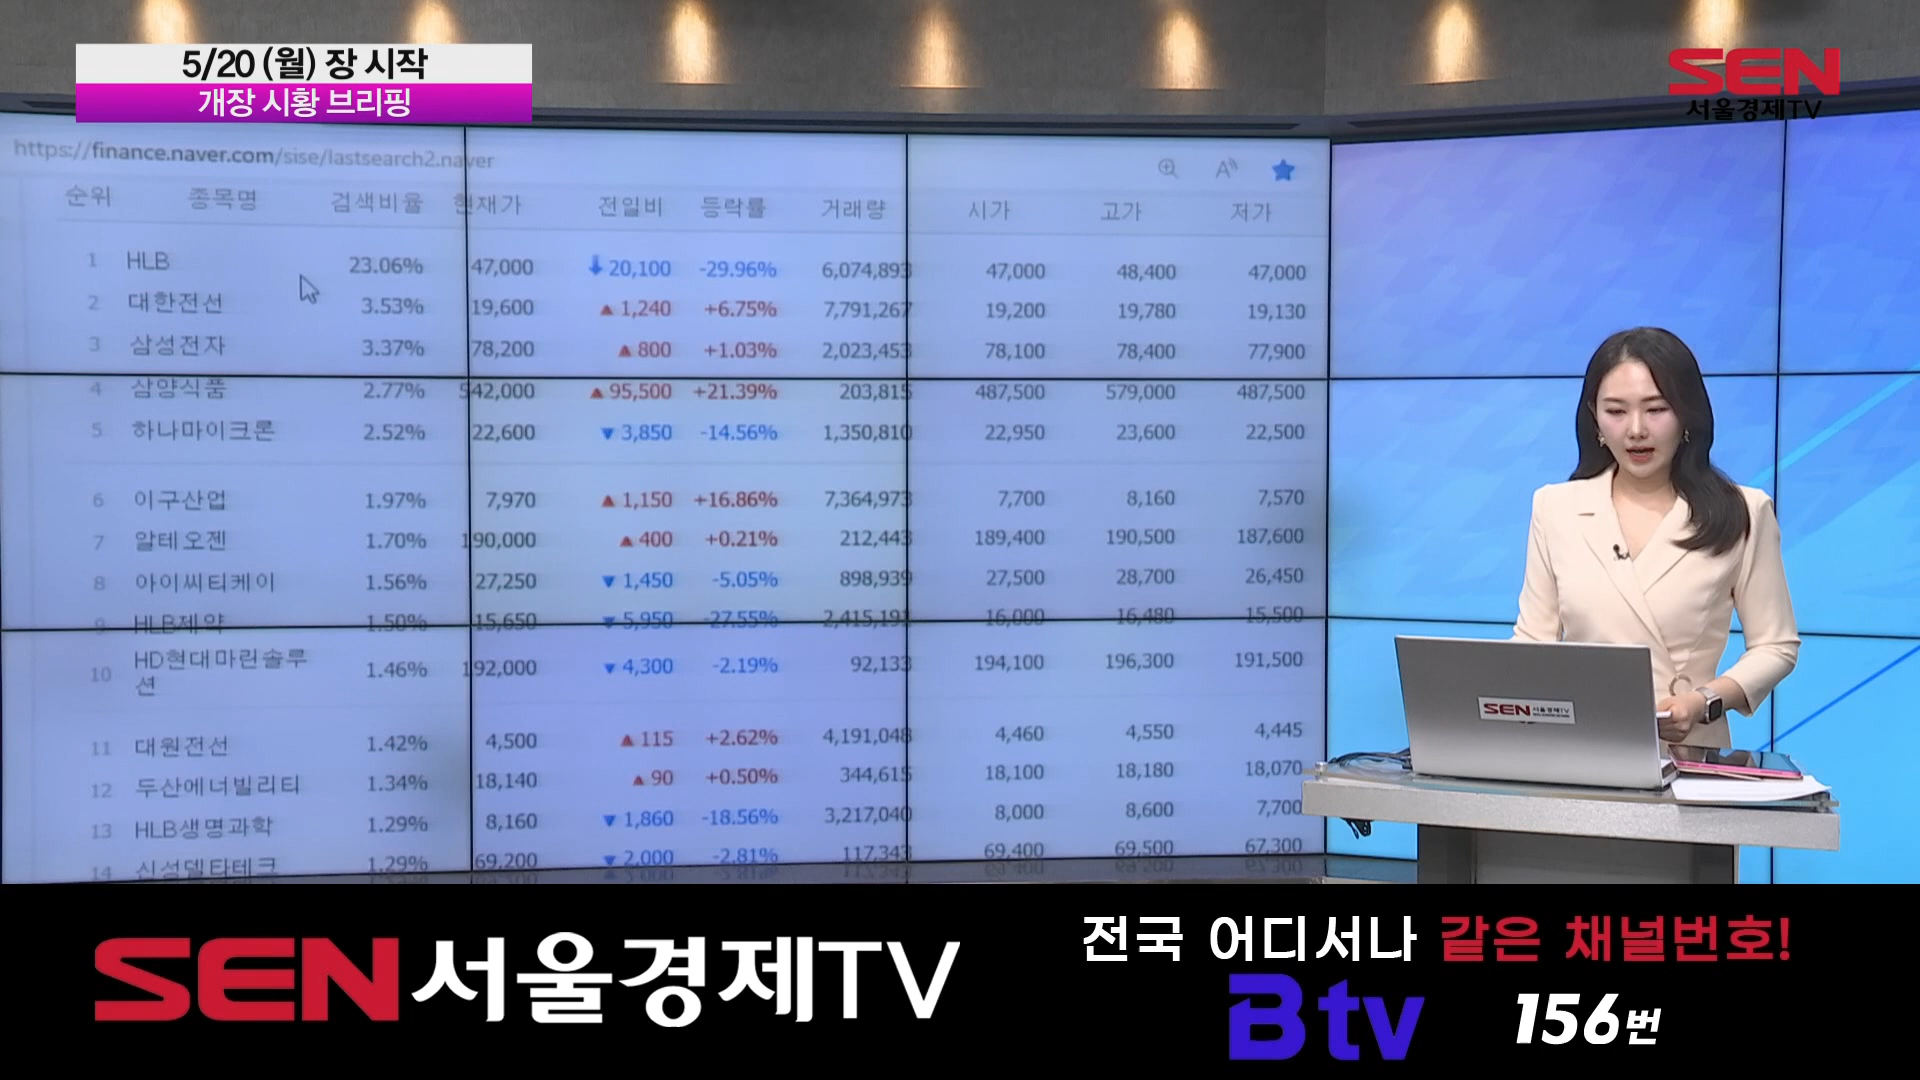 5/20 (월) 장 시작
개장 시황 브리핑
SEN
서울경제TV
https://finance.naver.com/sise/lastsearch2.naver
순위 종목명 검색비율 현재가 전일비 등락률 거래량 시가 고가 저가
1 HLB 23.06% 47,000 ↓ 20,100 -29.96% 6,074,893 47,000 48,400 47,000
2 대한전선 3.53% 19,600 ▲ 1,240 +6.75% 7,791,267 19,200 19,780 19,130
3 삼성전자 3.37% 78,200 ▲ 800 +1.03% 2,023,453 78,100 78,400 77,900
4 삼양식품 2.77% 542,000 ▲ 95,500 +21.39% 203,815 487,500 579,000 487,500
5 하나마이크론 2.52% 22,600 ▼ 3,850 -14.56% 1,350,810 22,950 23,600 22,500
6 이구산업 1.97% 7,970 ▲ 1,150 +16.86% 7,364,973 7,700 8,160 7,570
7 알테오젠 1.70% 190,000 ▲ 400 +0.21% 212,443 189,400 190,500 187,600
8 아이씨티케이 1.56% 27,250 ▼ 1,450 -5.05% 898,939 27,500 28,700 26,450
9 HLB제약 1.50% 15,650 ▼ 5,950 -27.55% 2,415,191 16,000 16,480 15,500
10 HD현대마린솔루션 1.46% 192,000 ▼ 4,300 -2.19% 92,133 194,100 196,300 191,500
11 대원전선 1.42% 4,500 ▲ 115 +2.62% 4,191,048 4,460 4,550 4,445
12 두산에너빌리티 1.34% 18,140 ▲ 90 +0.50% 344,615 18,100 18,180 18,070
13 HLB생명과학 1.29% 8,160 ▼ 1,860 -18.56% 3,217,040 8,000 8,600 7,700
14 신성델타테크 1.29% 69,200 ▼ 2,000 -2.81% 117,343 69,400 69,500 67,300
SEN 서울경제TV
SEN 서울경제TV
전국 어디서나 같은 채널번호!
B tv 156번